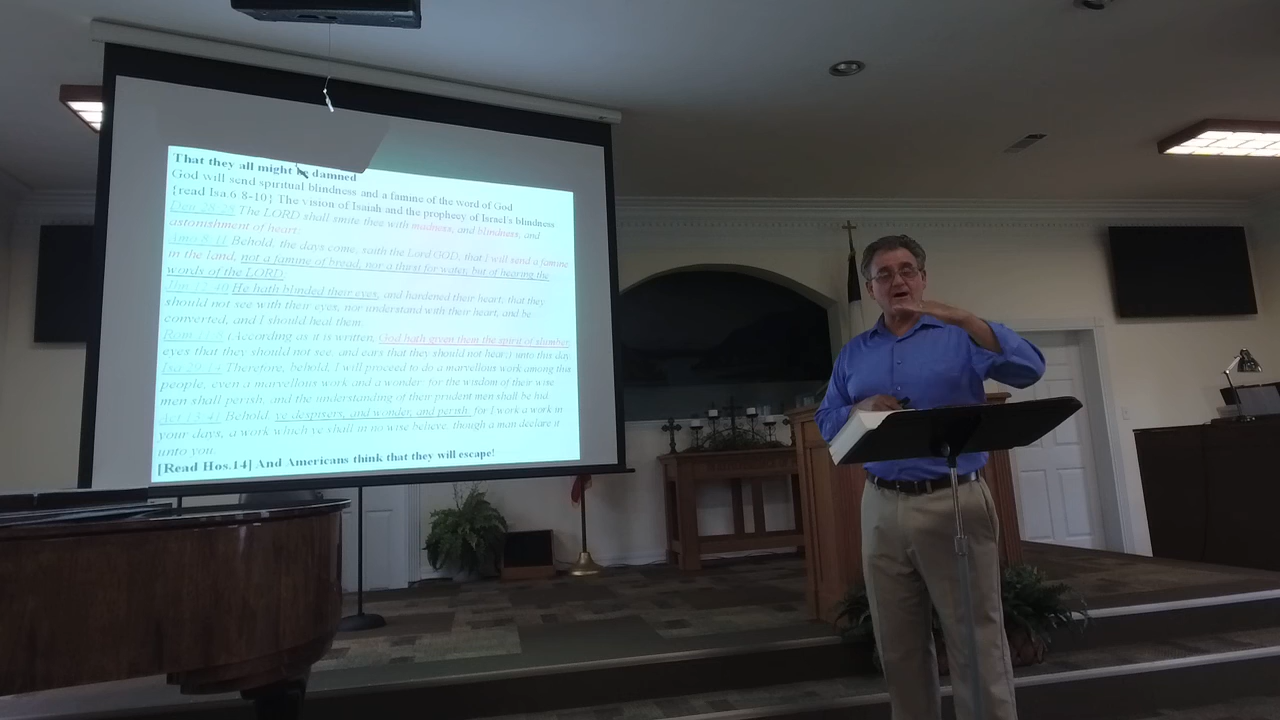 That they all might be damned
God will send spiritual blindness and a famine of the word of God
{read Isa.6:8-10} The vision of Isaiah and the prophecy of Israel's blindness
Deu 28:28 The LORD shall smite thee with madness, and blindness, and
astonishment of heart:
Amo 8:11 Behold, the days come, saith the Lord GOD, that I will send a famine
in the land, not a famine of bread, nor a thirst for water, but of hearing the
words of the LORD:
Jhn 12:40 He hath blinded their eyes, and hardened their heart; that they
should not see with their eyes, nor understand with their heart, and be
converted, and I should heal them.
Rom 11:8 (According as it is written, God hath given them the spirit of slumber,
eyes that they should not see, and ears that they should not hear;) unto this day.
Isa 29:14 Therefore, behold, I will proceed to do a marvellous work among this
people, even a marvellous work and a wonder: for the wisdom of their wise
men shall perish, and the understanding of their prudent men shall be hid.
Act 13:41 Behold, ye despisers, and wonder, and perish: for I work a work in
your days, a work which ye shall in no wise believe, though a man declare it
unto you.
[Read Hos.14] And Americans think that they will escape!